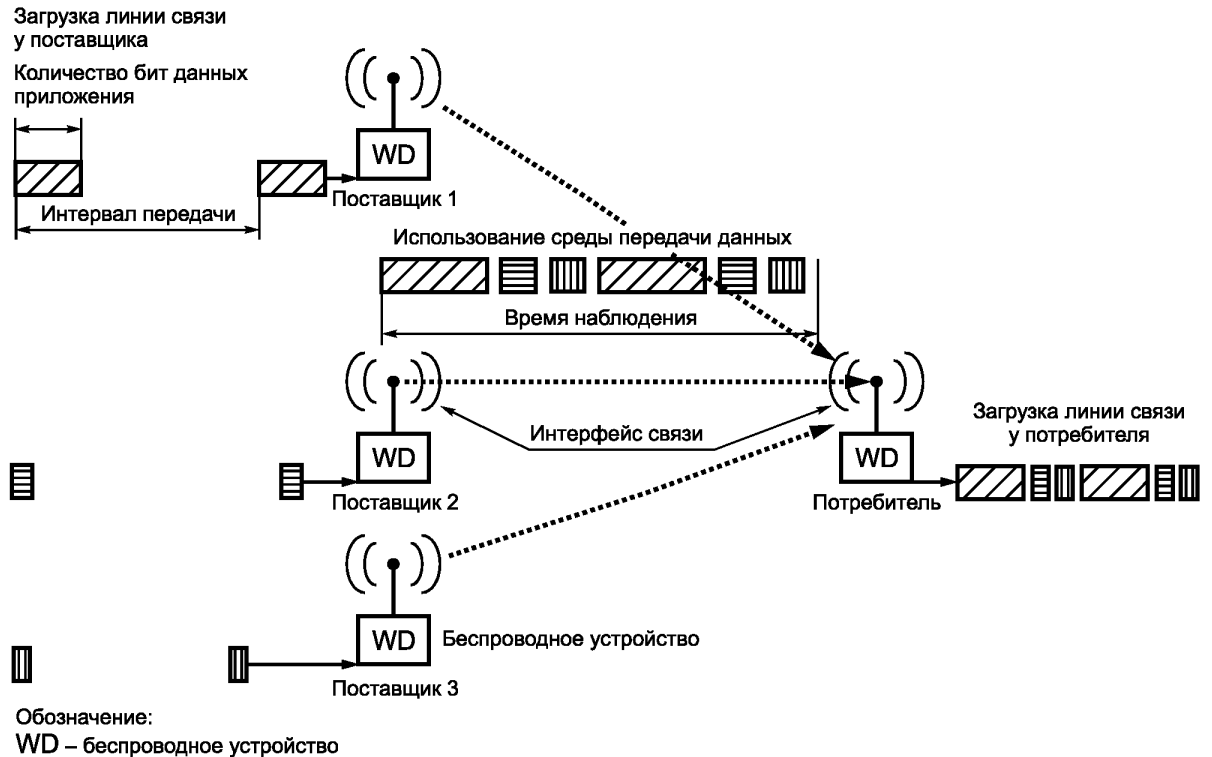 Загрузка линии связи
у поставщика
Количество бит данных
приложения
WD
Поставщик 1
Интервал передачи
Использование среды передачи данных
Время наблюдения
Интерфейс связи
WD
Поставщик 2
WD
Потребитель
Загрузка линии связи
у потребителя
WD
Беспроводное устройство
Поставщик 3
Обозначение:
WD – беспроводное устройство